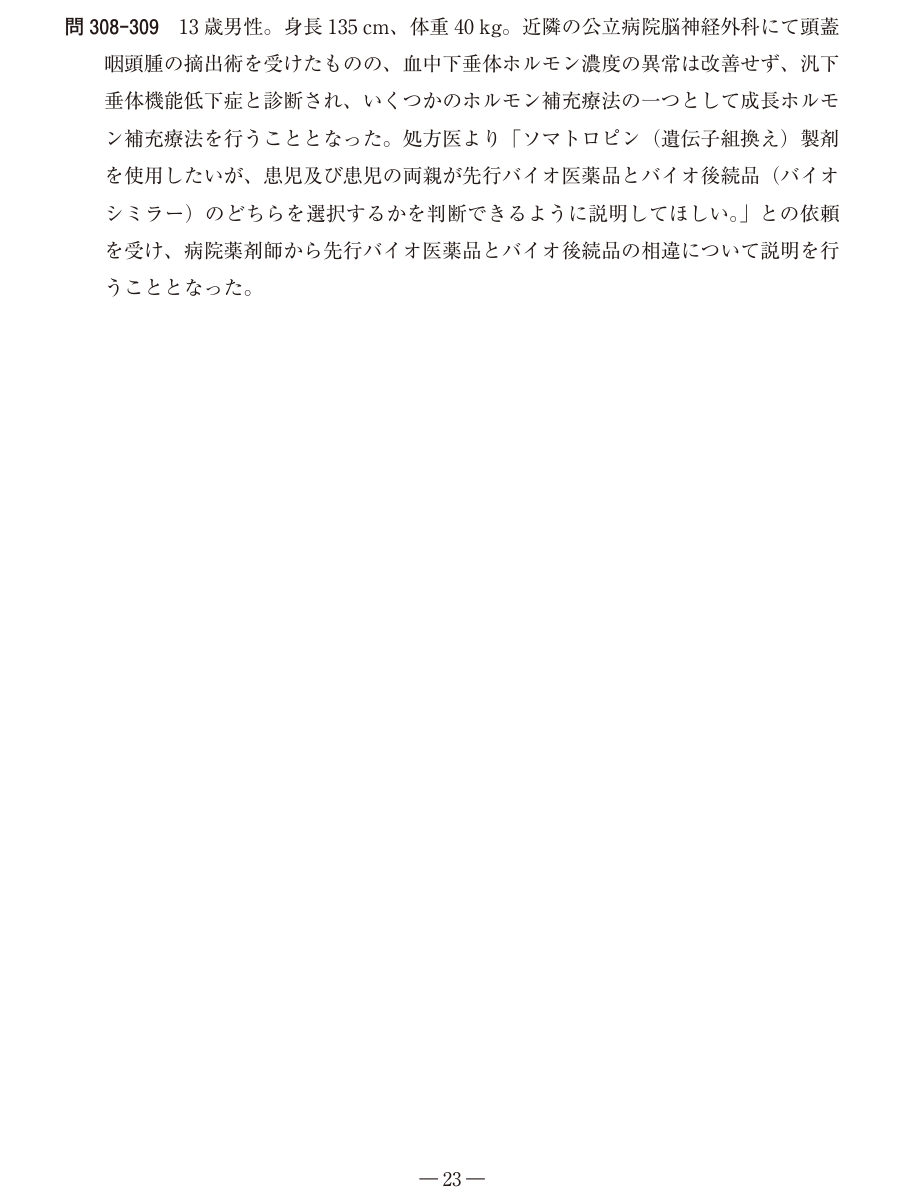 問 308-309　13 歳男性。身長 135 cm、体重 40 kg。近隣の公立病院脳神経外科にて頭蓋
咽頭腫の摘出術を受けたものの、血中下垂体ホルモン濃度の異常は改善せず、汎下
垂体機能低下症と診断され、いくつかのホルモン補充療法の一つとして成長ホルモ
ン補充療法を行うこととなった。処方医より「ソマトロピン（遺伝子組換え）製剤
を使用したいが、患児及び患児の両親が先行バイオ医薬品とバイオ後続品（バイオ
シミラー）のどちらを選択するかを判断できるように説明してほしい。」との依頼
を受け、病院薬剤師から先行バイオ医薬品とバイオ後続品の相違について説明を行
うこととなった。
― 23 ―